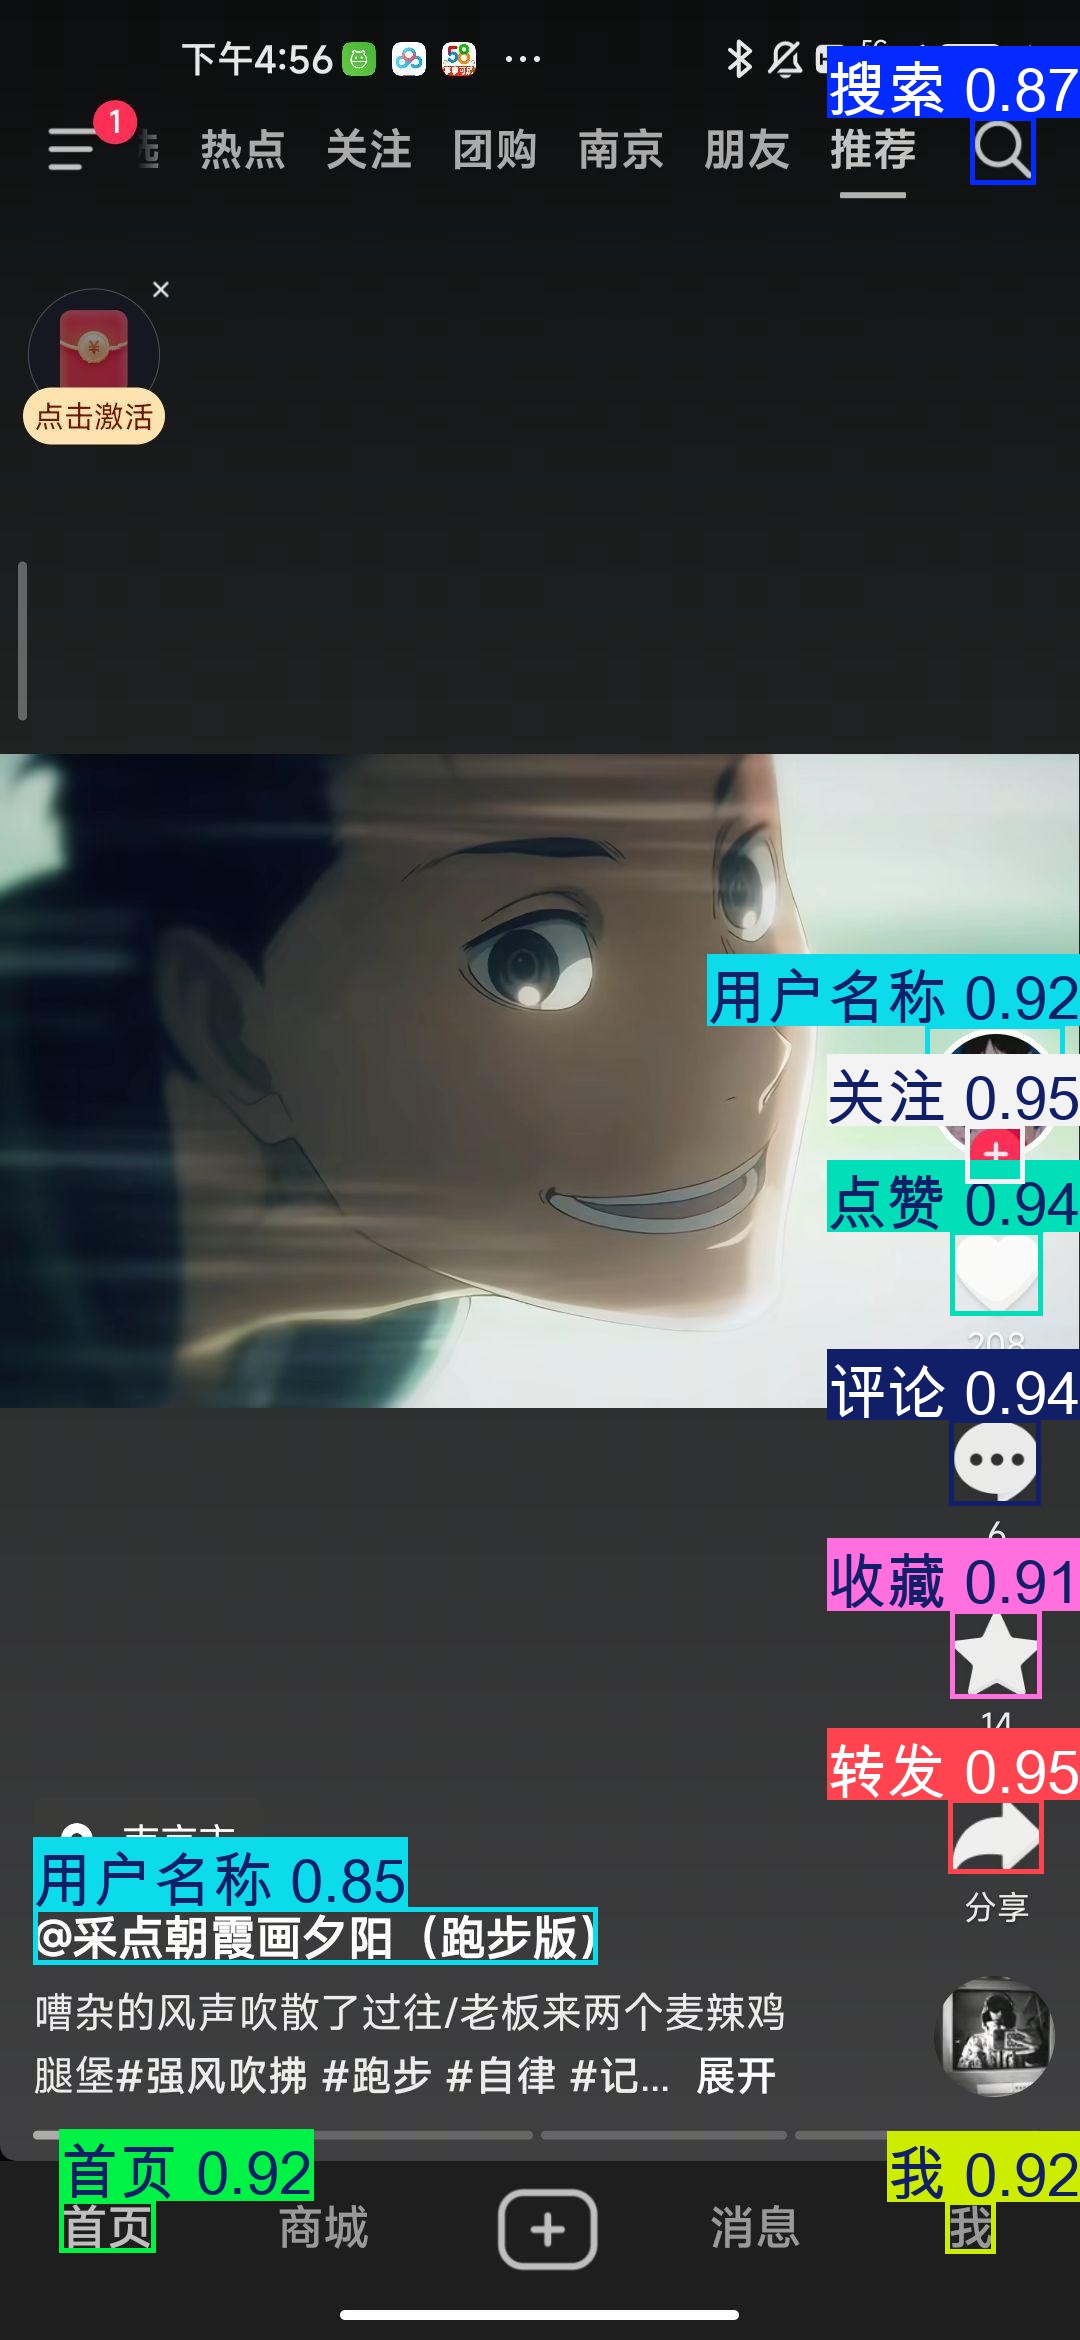 下午4:56 58 ...
搜索 0.87
1
热点 关注 团购 南京 朋友 推荐
点击激活
用户名称 0.92
关注 0.95
点赞 0.94
208
评论 0.94
6
收藏 0.91
14
转发 0.95
南京市
用户名称 0.85
分享
@采点朝霞画夕阳（跑步版）
嘈杂的风声吹散了过往/老板来两个麦辣鸡
腿堡#强风吹拂 #跑步 #自律 #记... 展开
首页 0.92
我 0.92
首页 商城 消息 我